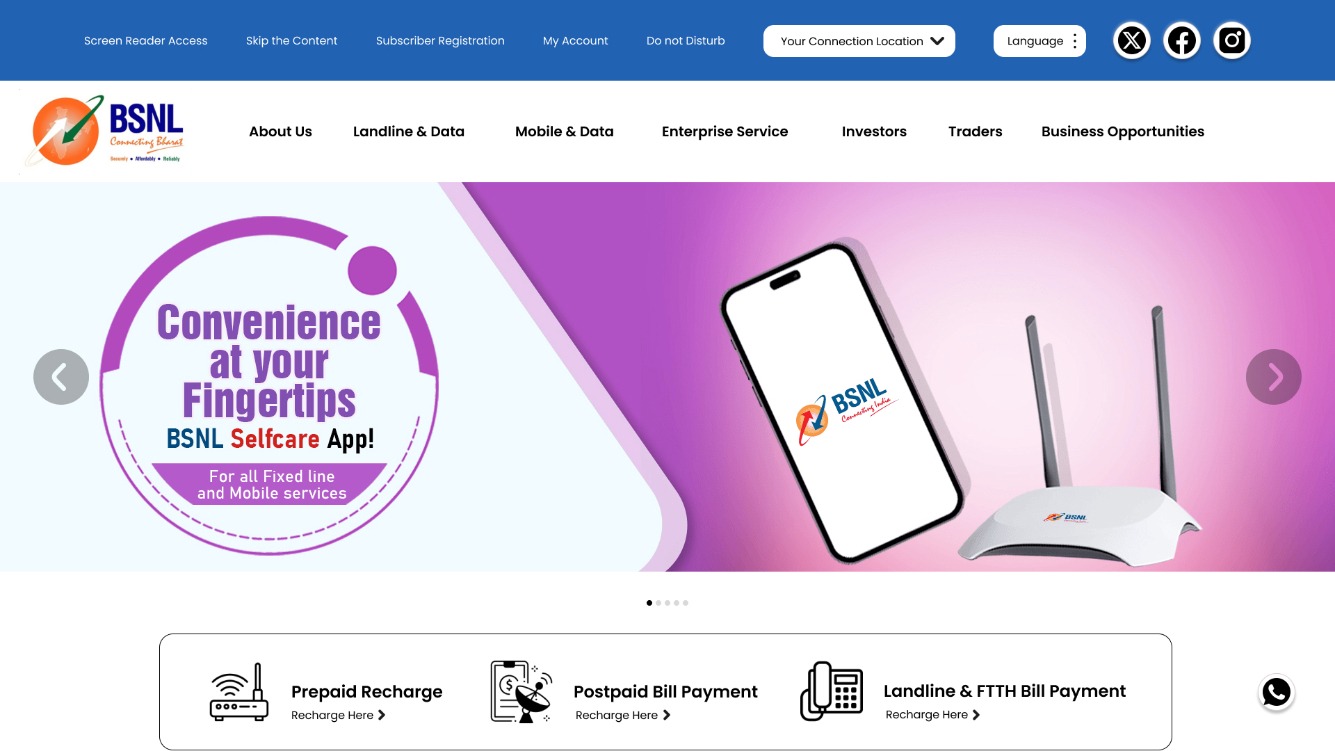 Screen Reader Access
Skip the Content
Subscriber Registration
My Account
Do not Disturb
Your Connection Location
Language
BSNL
Connecting Bharat
Securely • Affordably • Reliably
About Us
Landline & Data
Mobile & Data
Enterprise Service
Investors
Traders
Business Opportunities
Convenience
at your
Fingertips
BSNL Selfcare App!
For all Fixed line
and Mobile services
BSNL
Connecting India
BSNL
Prepaid Recharge
Recharge Here
Postpaid Bill Payment
Recharge Here
Landline & FTTH Bill Payment
Recharge Here